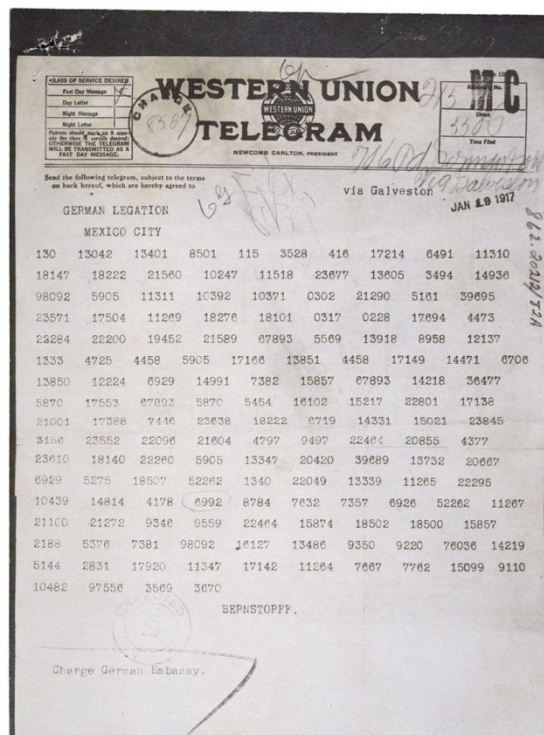 CLASS OF SERVICE DESIRED
Fast Day Message
Day Letter
Night Message
Night Letter
OTHERWISE THE TELEGRAM
WILL BE TRANSMITTED AS A
FAST DAY MESSAGE.
CHARGE
WESTERN UNION
WESTERN UNION
TELEGRAM
NEWCOMB CARLTON, PRESIDENT
MC
Check
Time Filed
Send the following telegram, subject to the terms
on back hereof, which are hereby agreed to
via Galveston
JAN 19 1917
GERMAN LEGATION
MEXICO CITY
130 13042 13401 8501 115 3528 416 17214 6491 11310
18147 18222 21560 10247 11518 23677 13605 3494 14936
98092 5905 11311 10392 10371 0302 21290 5161 39695
23571 17504 11269 18276 18101 0317 0228 17694 4473
23284 22200 19452 21589 67893 5569 13918 8958 12137
1333 4725 4458 5905 17166 13851 4458 17149 14471 6706
13850 12224 6929 14991 7382 15857 67893 14218 36477
5870 17553 67893 5870 5454 16102 15217 22801 17138
21001 17388 7446 23638 18222 6719 14331 15021 23845
3156 23552 22096 21604 4797 9497 22464 20855 4377
23610 18140 22260 5905 13347 20420 39689 13732 20667
6929 5275 18507 52262 1340 22049 13339 11265 22295
10439 14814 4178 6992 8784 7632 7357 6926 52262 11267
21100 21272 9346 9559 22464 15874 18502 18500 15857
2188 5376 7381 98092 16127 13486 9350 9220 76036 14219
5144 2831 17920 11347 17142 11264 7667 7762 15099 9110
10482 97556 3569 3670
BERNSTORFF.
Charge German Embassy.